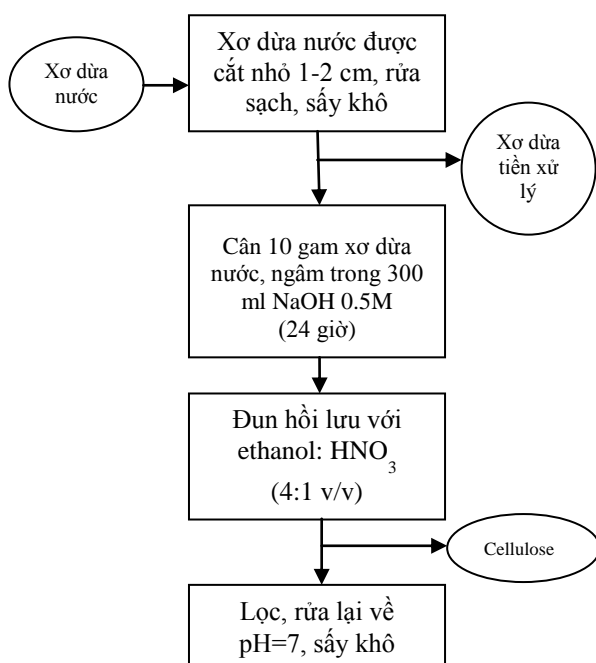 Xơ dừa
nước
Xơ dừa nước được
cắt nhỏ 1-2 cm, rửa
sạch, sấy khô
Xơ dừa
tiền xử
lý
Cân 10 gam xơ dừa
nước, ngâm trong 300
ml NaOH 0.5M
(24 giờ)
Đun hồi lưu với
ethanol: HNO₃
(4:1 v/v)
Cellulose
Lọc, rửa lại về
pH=7, sấy khô